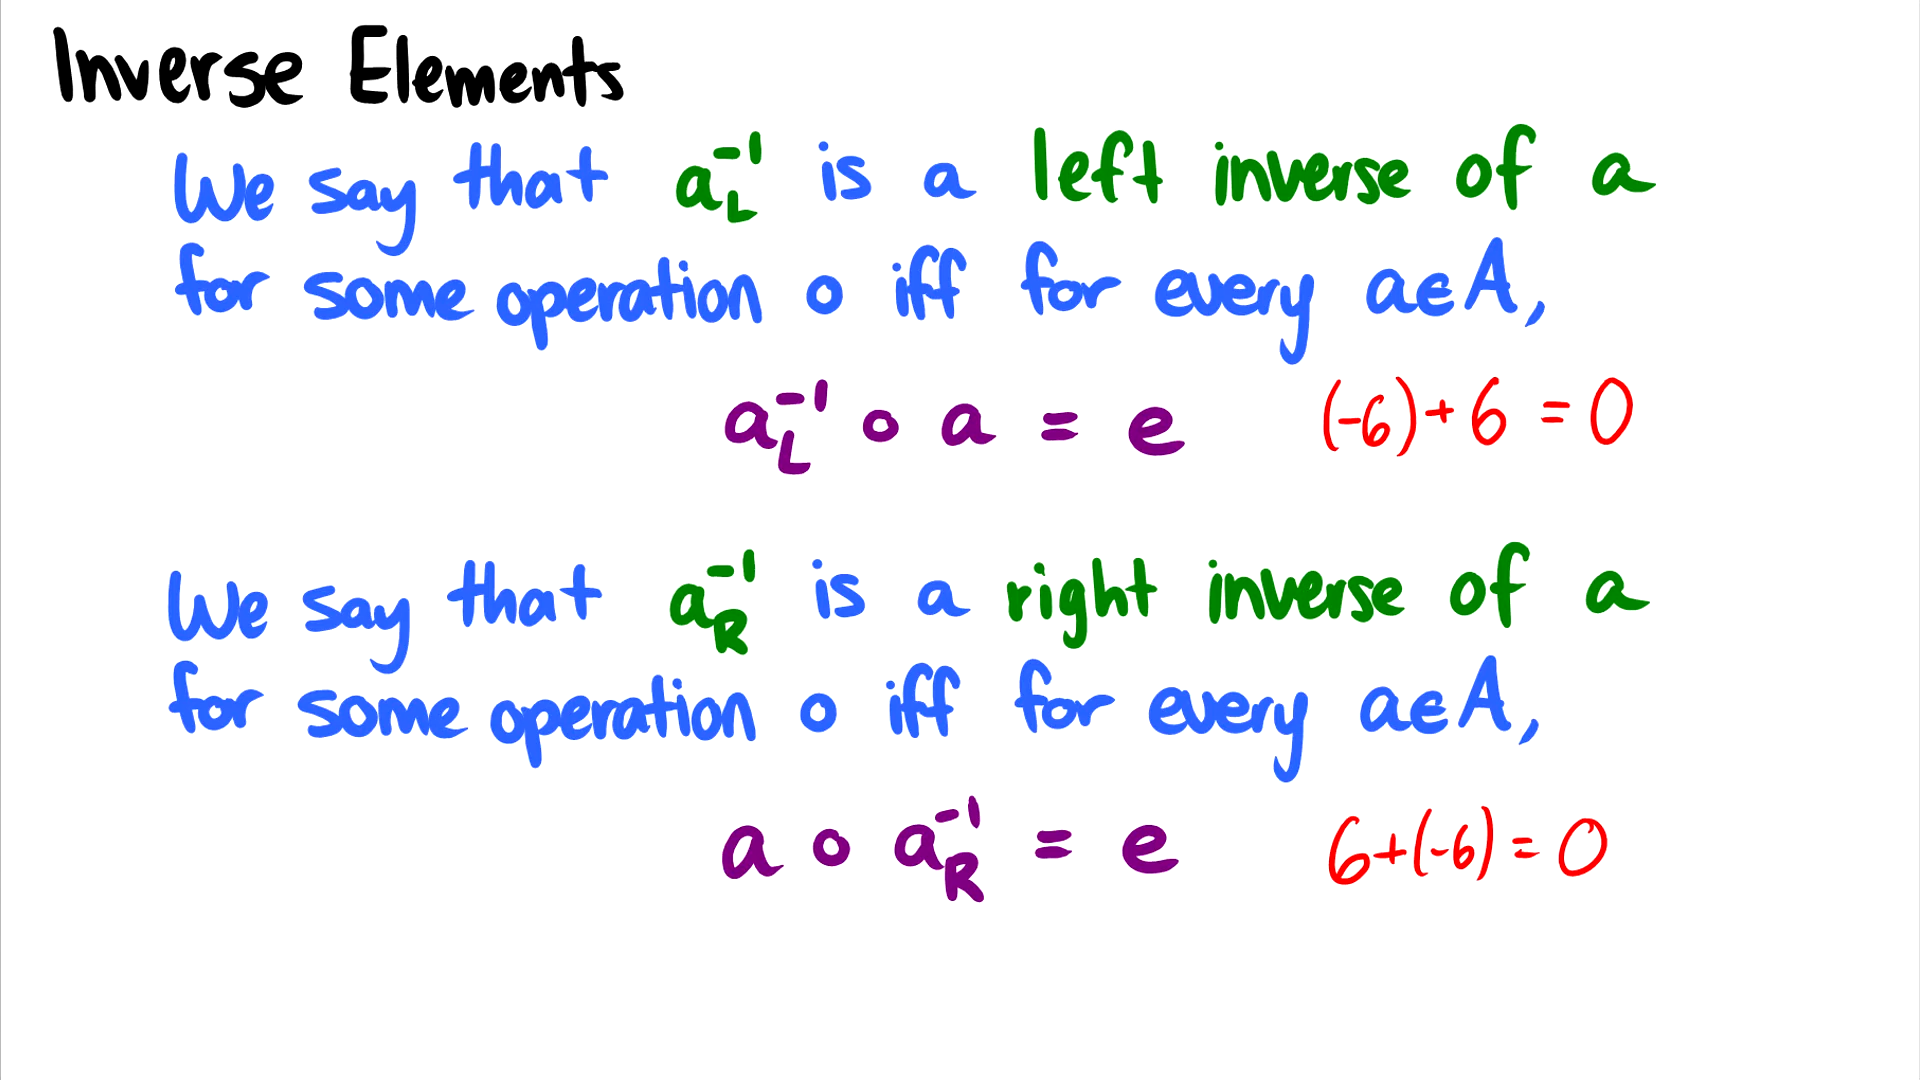 Inverse Elements
We say that a_L^{-1} is a left inverse of a
for some operation ∘ iff for every a∈A,
a_L^{-1} ∘ a = e (-6)+6=0
We say that a_R^{-1} is a right inverse of a
for some operation ∘ iff for every a∈A,
a ∘ a_R^{-1} = e 6+(-6)=0